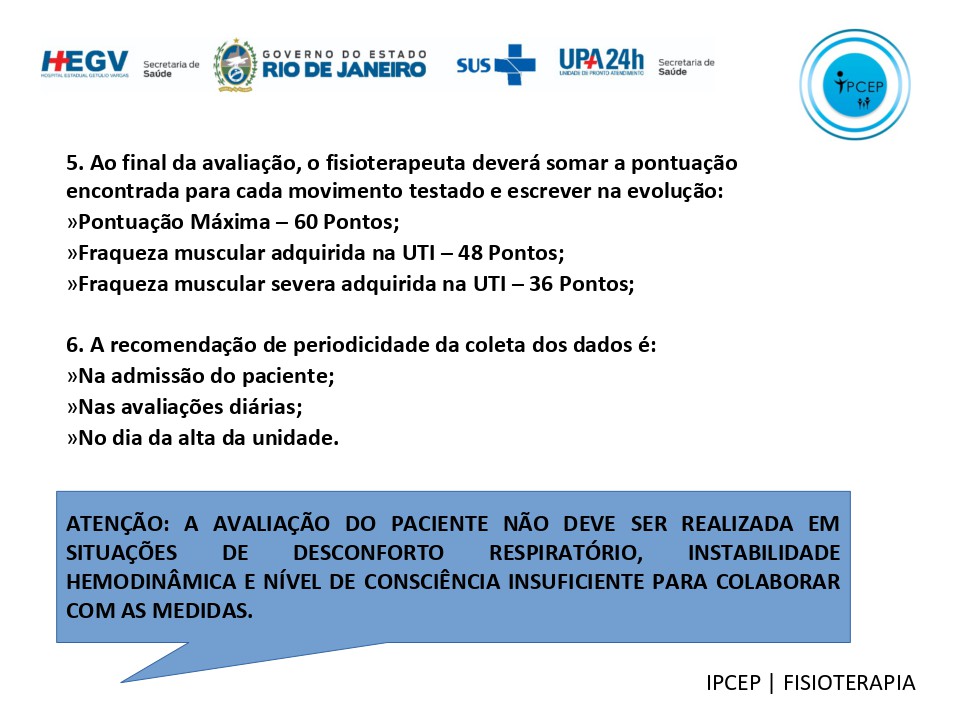 HEGV
HOSPITAL ESTADUAL GETÚLIO VARGAS
Secretaria de
Saúde
GOVERNO DO ESTADO
RIO DE JANEIRO
SUS
UPA 24h
UNIDADE DE PRONTO ATENDIMENTO
Secretaria de
Saúde
IPCEP
5. Ao final da avaliação, o fisioterapeuta deverá somar a pontuação
encontrada para cada movimento testado e escrever na evolução:
»Pontuação Máxima – 60 Pontos;
»Fraqueza muscular adquirida na UTI – 48 Pontos;
»Fraqueza muscular severa adquirida na UTI – 36 Pontos;
6. A recomendação de periodicidade da coleta dos dados é:
»Na admissão do paciente;
»Nas avaliações diárias;
»No dia da alta da unidade.
ATENÇÃO: A AVALIAÇÃO DO PACIENTE NÃO DEVE SER REALIZADA EM
SITUAÇÕES DE DESCONFORTO RESPIRATÓRIO, INSTABILIDADE
HEMODINÂMICA E NÍVEL DE CONSCIÊNCIA INSUFICIENTE PARA COLABORAR
COM AS MEDIDAS.
IPCEP | FISIOTERAPIA